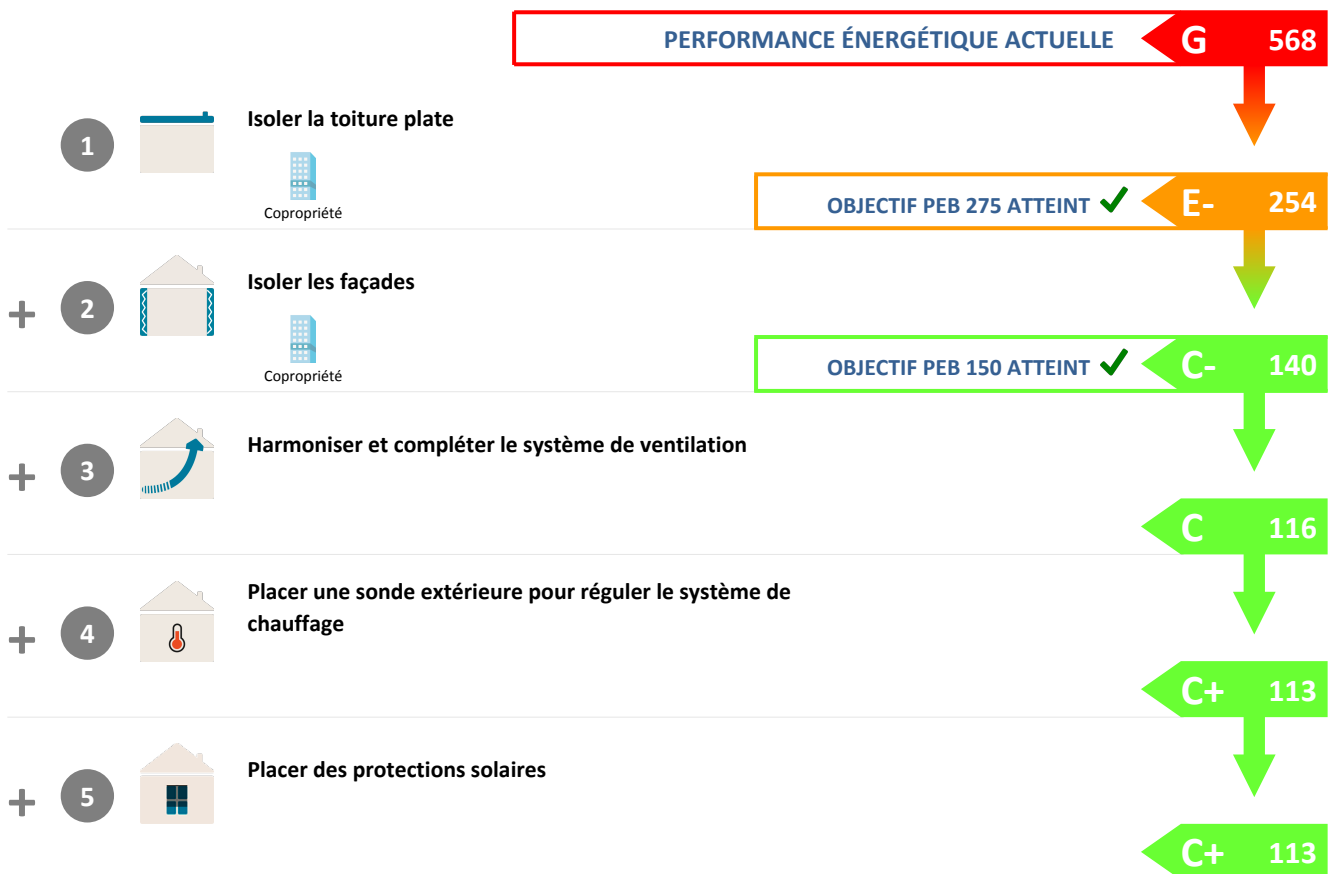 PERFORMANCE ÉNERGÉTIQUE ACTUELLE G 568
1 Isoler la toiture plate
Copropriété
OBJECTIF PEB 275 ATTEINT E- 254
+ 2 Isoler les façades
Copropriété
OBJECTIF PEB 150 ATTEINT C- 140
+ 3 Harmoniser et compléter le système de ventilation
C 116
+ 4 Placer une sonde extérieure pour réguler le système de
chauffage
C+ 113
+ 5 Placer des protections solaires
C+ 113